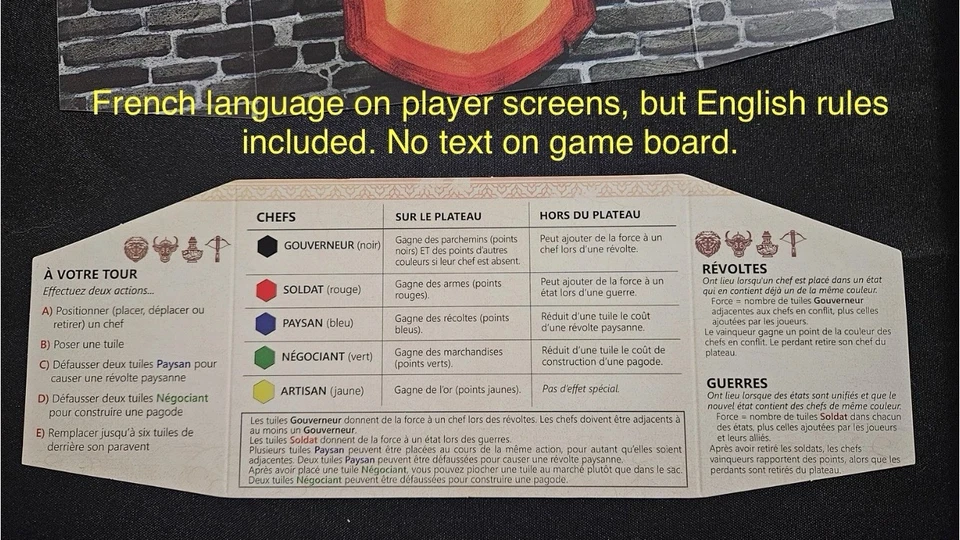 French language on player screens, but English rules
included. No text on game board.
À VOTRE TOUR
Effectuez deux actions...
A) Positionner (placer, déplacer ou
retirer) un chef
B) Poser une tuile
C) Défausser deux tuiles Paysan pour
causer une révolte paysanne
D) Défausser deux tuiles Négociant
pour construire une pagode
E) Remplacer jusqu'à six tuiles de
derrière son paravent
CHEFS
SUR LE PLATEAU
HORS DU PLATEAU
GOUVERNEUR (noir)
Gagne des parchemins (points
noirs) ET des points d'autres
couleurs si leur chef est absent.
Peut ajouter de la force à un
chef lors d'une révolte.
SOLDAT (rouge)
Gagne des armes (points
rouges).
Peut ajouter de la force à un
état lors d'une guerre.
PAYSAN (bleu)
Gagne des récoltes (points
bleus).
Réduit d'une tuile le coût
d'une révolte paysanne.
NÉGOCIANT (vert)
Gagne des marchandises
(points verts).
Réduit d'une tuile le coût de
construction d'une pagode.
ARTISAN (jaune)
Gagne de l'or (points jaunes).
Pas d'effet spécial.
Les tuiles Gouverneur donnent de la force à un chef lors des révoltes. Les chefs doivent être adjacents à
au moins un Gouverneur.
Les tuiles Soldat donnent de la force à un état lors des guerres.
Plusieurs tuiles Paysan peuvent être placées au cours de la même action, pour autant qu'elles soient
adjacentes. Deux tuiles Paysan peuvent être défaussées pour causer une révolte paysanne.
Après avoir placé une tuile Négociant, vous pouvez piocher une tuile au marché plutôt que dans le sac.
Deux tuiles Négociant peuvent être défaussées pour construire une pagode.
RÉVOLTES
Ont lieu lorsqu'un chef est placé dans un état
qui en contient déjà un de la même couleur.
Force = nombre de tuiles Gouverneur
adjacentes aux chefs en conflit, plus celles
ajoutées par les joueurs.
Le vainqueur gagne un point de la couleur des
chefs en conflit. Le perdant retire son chef du
plateau.
GUERRES
Ont lieu lorsque des états sont unifiés et que le
nouvel état contient des chefs de même couleur.
Force = nombre de tuiles Soldat dans chacun
des états, plus celles ajoutées par les joueurs
et leurs alliés.
Après avoir retiré les soldats, les chefs
vainqueurs rapportent des points, alors que les
perdants sont retirés du plateau.